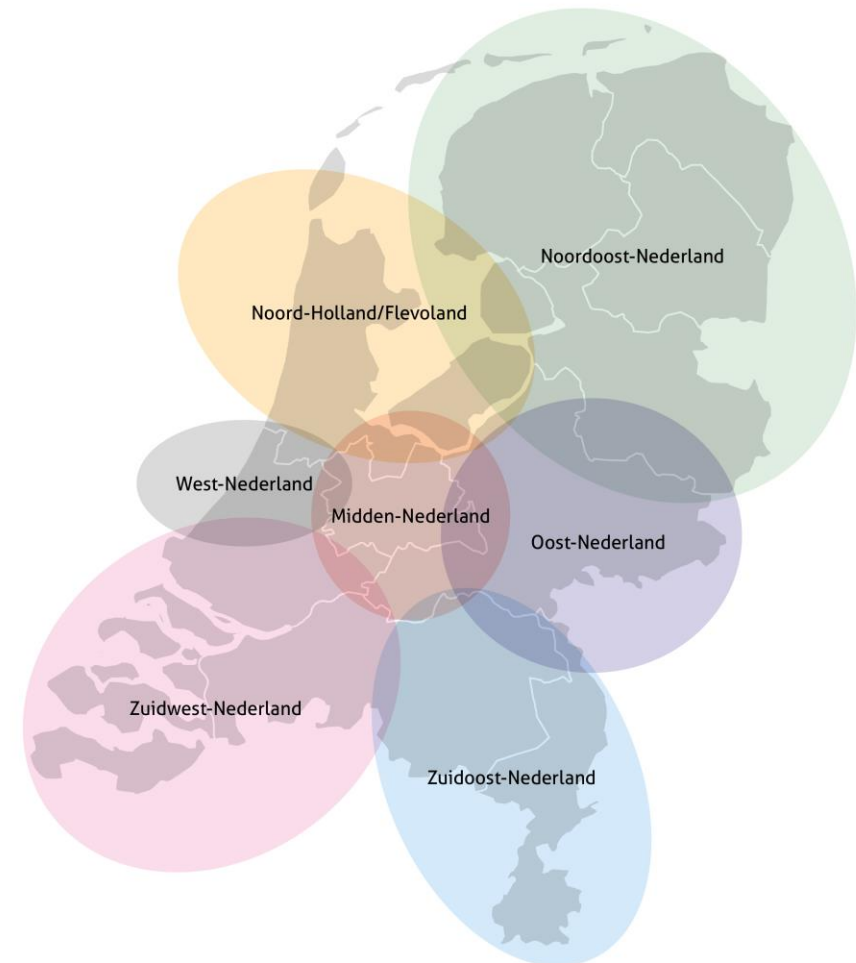 Noordoost-Nederland
Noord-Holland/Flevoland
West-Nederland
Midden-Nederland
Oost-Nederland
Zuidwest-Nederland
Zuidoost-Nederland